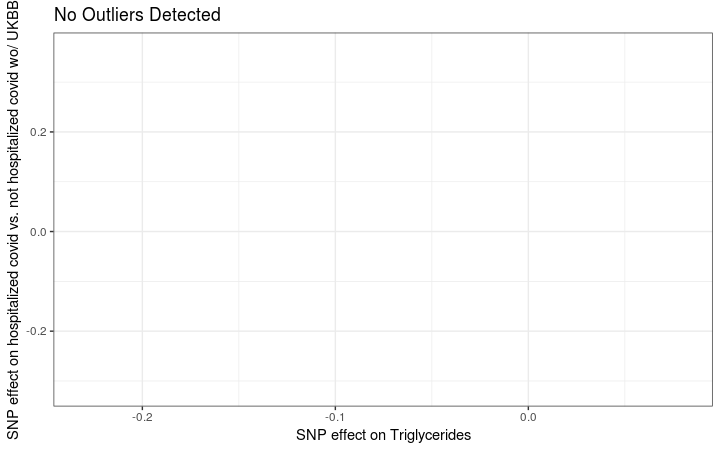 No Outliers Detected
SNP effect on hospitalized covid vs. not hospitalized covid wo/ UKBB
0.2
0.0
-0.2
-0.2
-0.1
0.0
SNP effect on Triglycerides